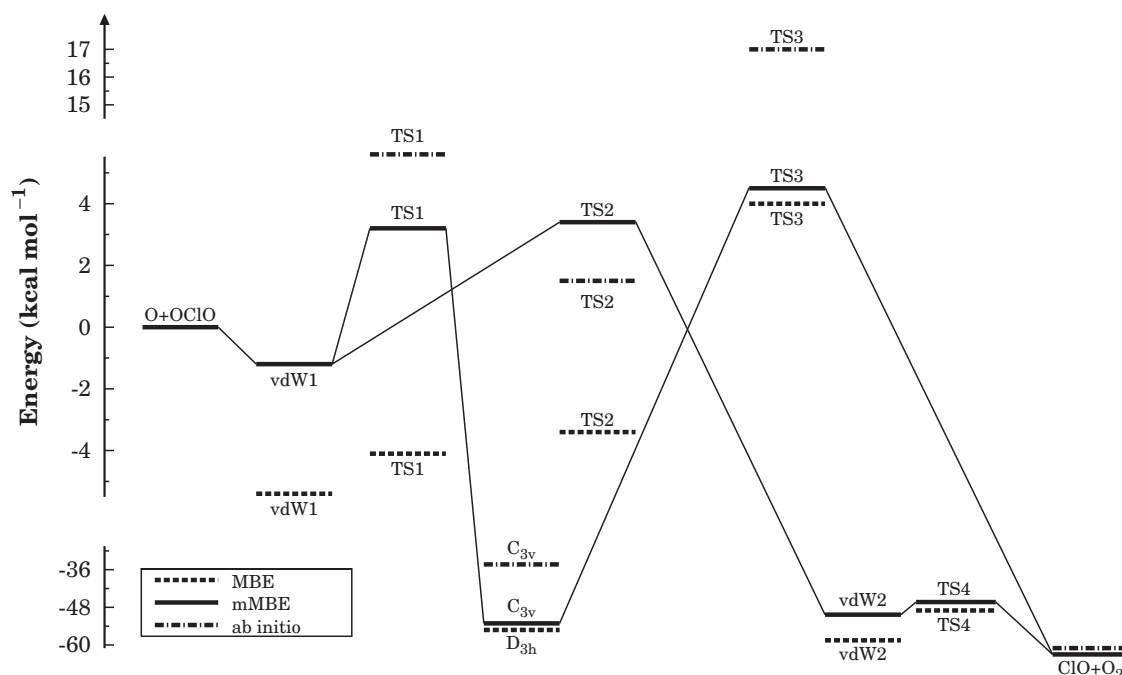 Energy (kcal mol⁻¹)
17
16
15
4
2
0
-2
-4
-36
-48
-60
O+OClO
vdW1
vdW1
TS1
TS1
TS1
C₃ᵥ
C₃ᵥ
D₃ₕ
TS2
TS2
TS2
TS3
TS3
TS3
vdW2
vdW2
TS4
TS4
ClO+O₂
MBE
mMBE
ab initio